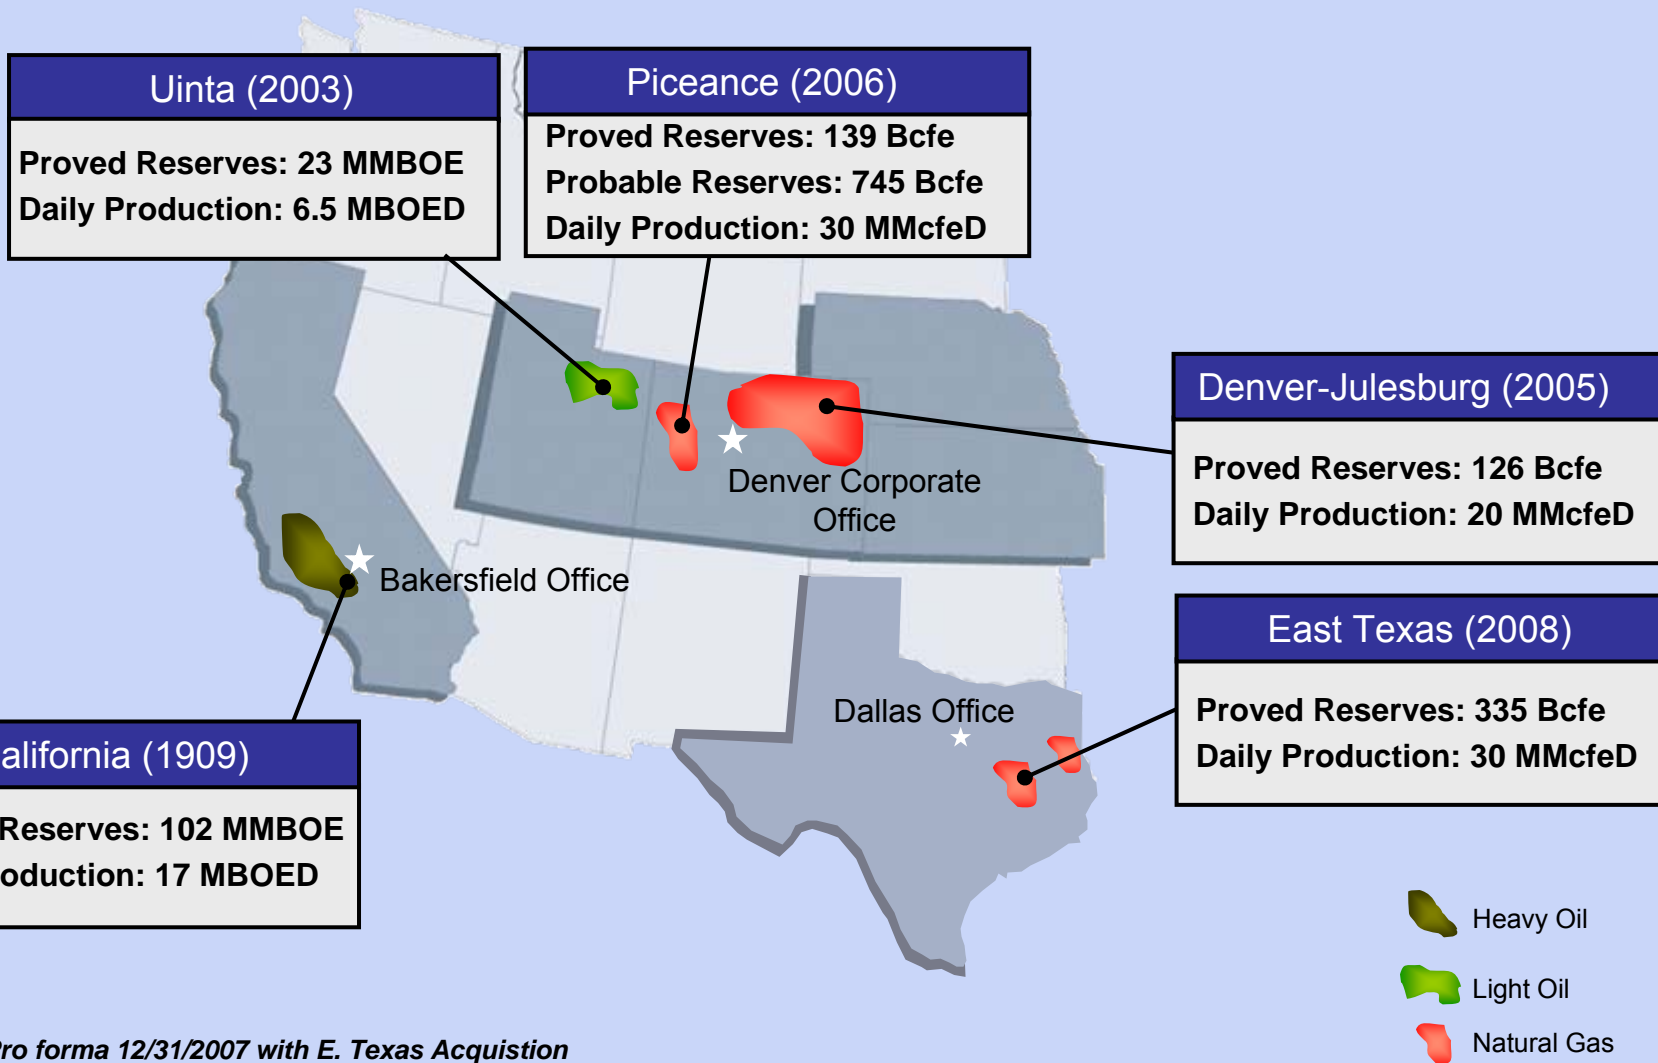 Uinta (2003)
Proved Reserves: 23 MMBOE
Daily Production: 6.5 MBOED
Piceance (2006)
Proved Reserves: 139 Bcfe
Probable Reserves: 745 Bcfe
Daily Production: 30 MMcfeD
Denver-Julesburg (2005)
Proved Reserves: 126 Bcfe
Daily Production: 20 MMcfeD
Denver Corporate
Office
Bakersfield Office
East Texas (2008)
Proved Reserves: 335 Bcfe
Daily Production: 30 MMcfeD
Dallas Office
alifornia (1909)
Reserves: 102 MMBOE
oduction: 17 MBOED
Heavy Oil
Light Oil
Natural Gas
ro forma 12/31/2007 with E. Texas Acquistion